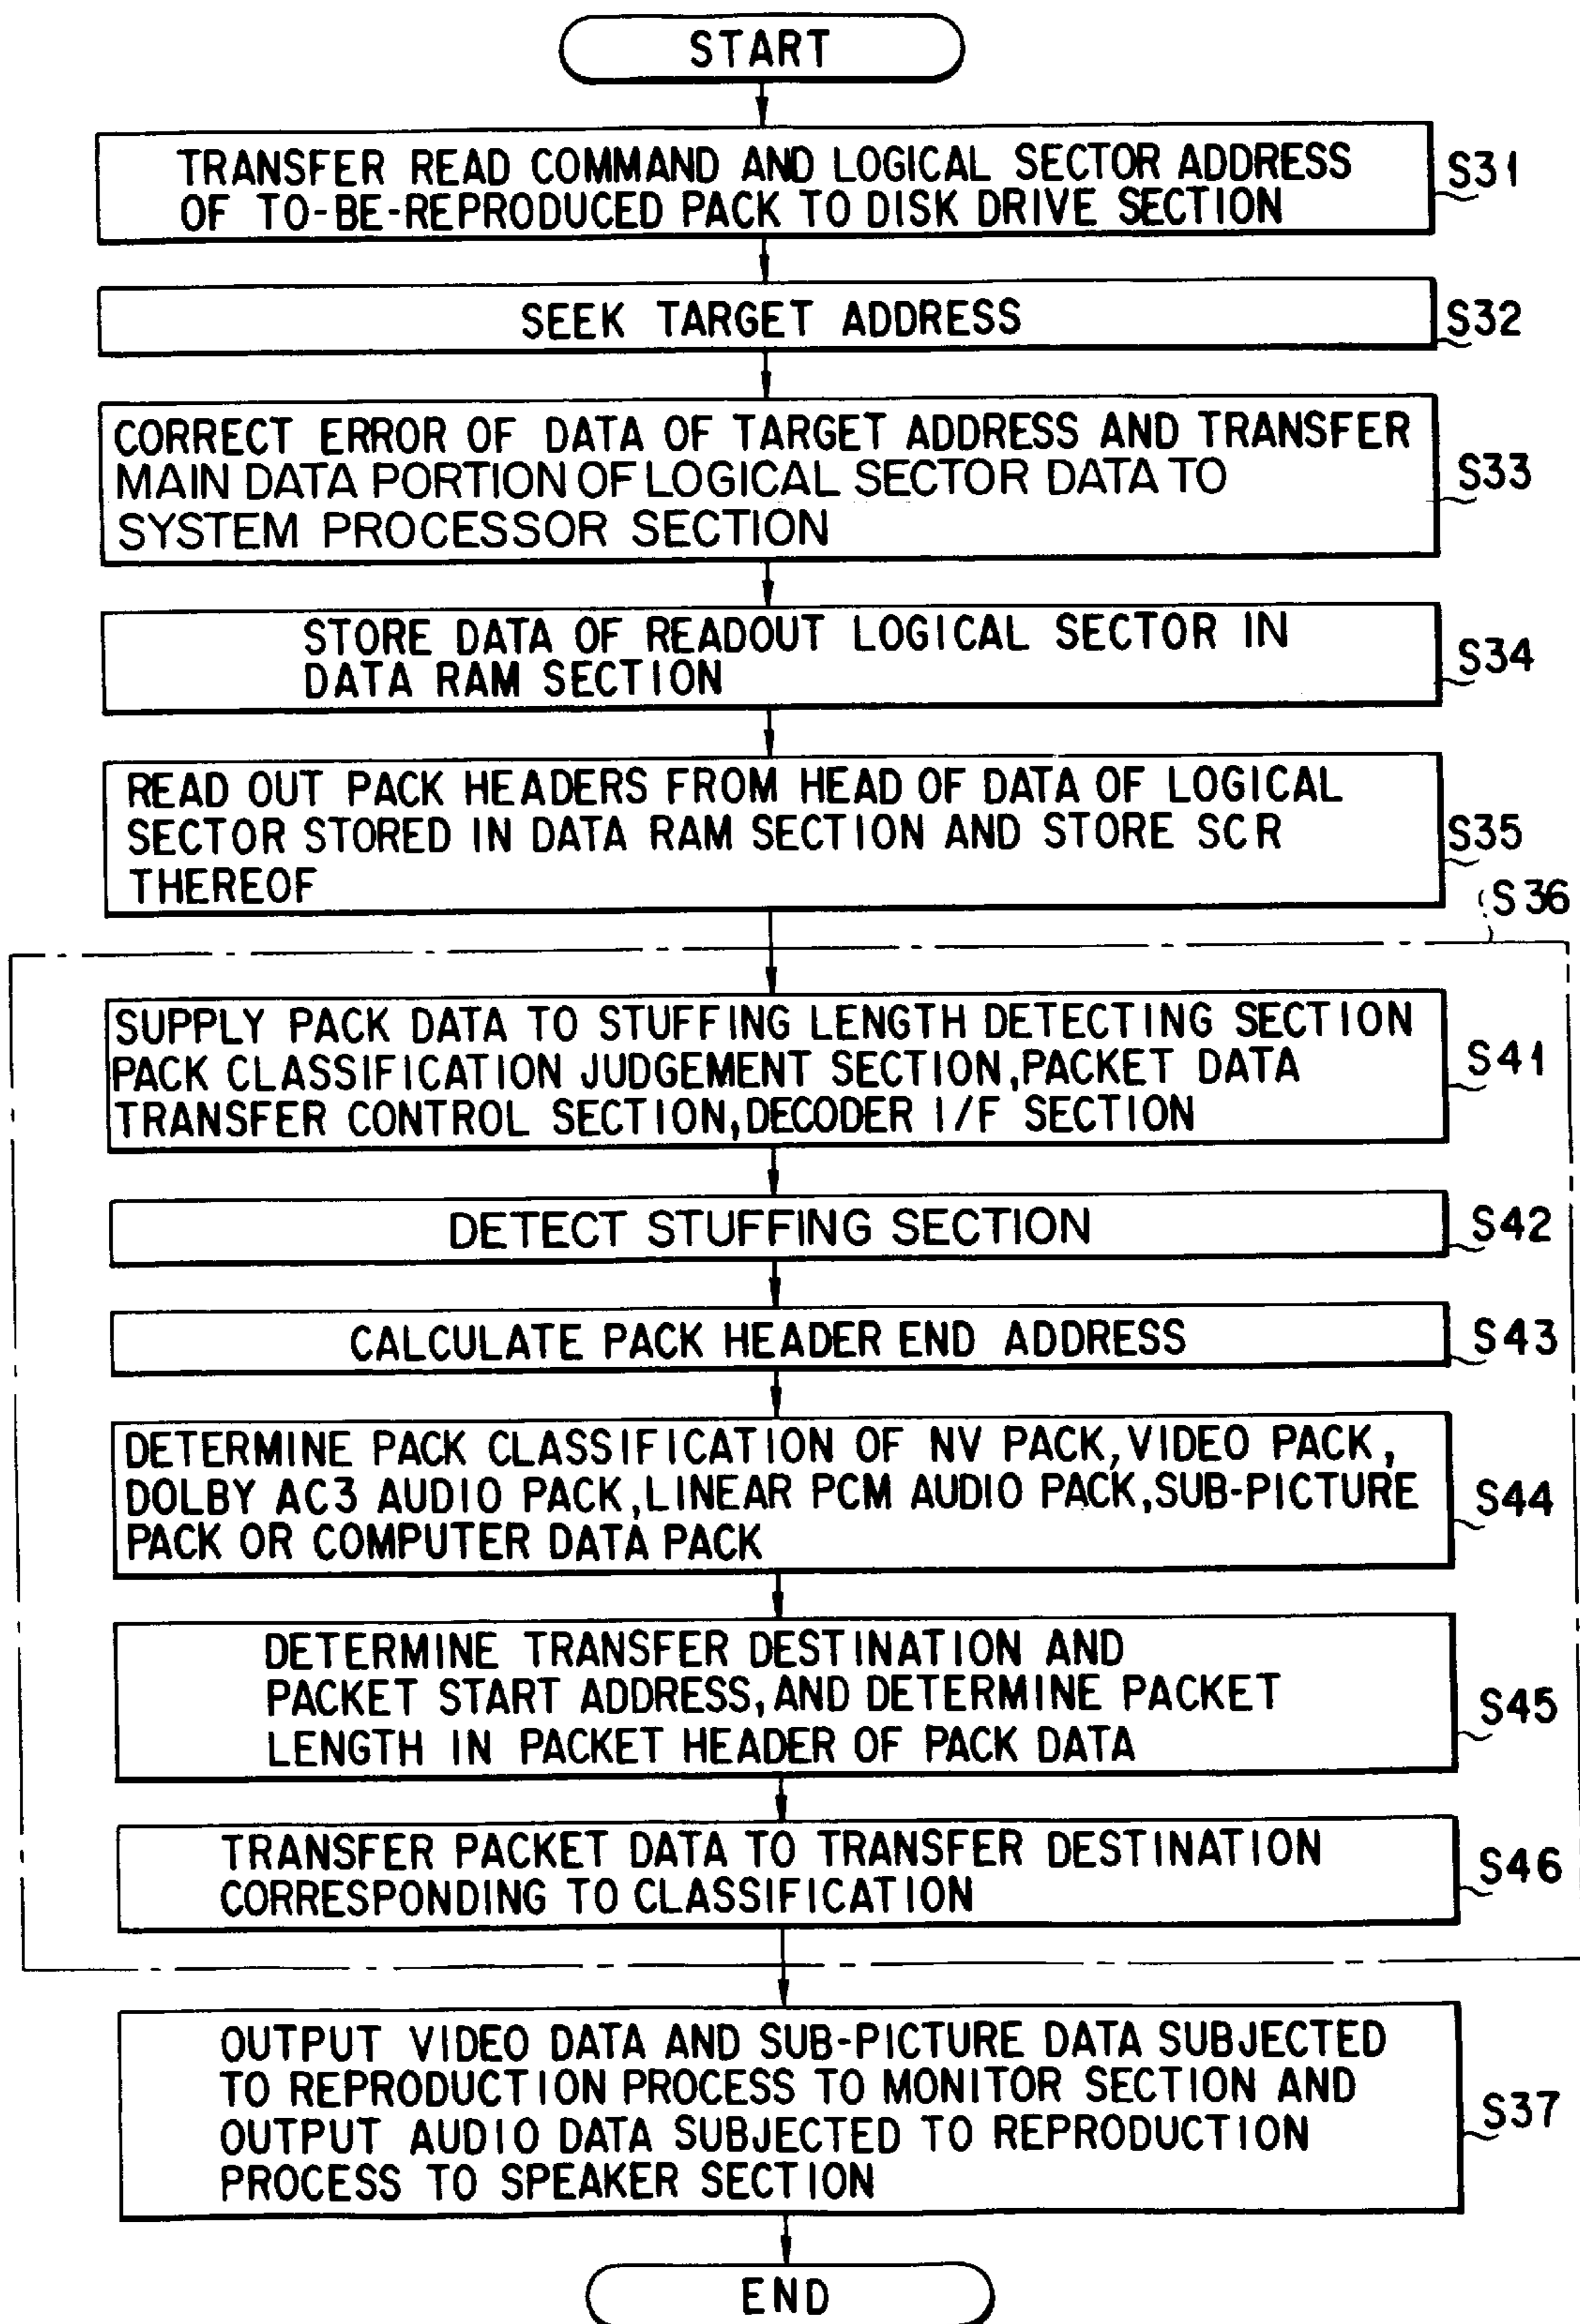 START
TRANSFER READ COMMAND AND LOGICAL SECTOR ADDRESS
OF TO-BE-REPRODUCED PACK TO DISK DRIVE SECTION
S31
SEEK TARGET ADDRESS
S32
CORRECT ERROR OF DATA OF TARGET ADDRESS AND TRANSFER
MAIN DATA PORTION OF LOGICAL SECTOR DATA TO
SYSTEM PROCESSOR SECTION
S33
STORE DATA OF READOUT LOGICAL SECTOR IN
DATA RAM SECTION
S34
READ OUT PACK HEADERS FROM HEAD OF DATA OF LOGICAL
SECTOR STORED IN DATA RAM SECTION AND STORE SCR
THEREOF
S35
S36
SUPPLY PACK DATA TO STUFFING LENGTH DETECTING SECTION
PACK CLASSIFICATION JUDGEMENT SECTION, PACKET DATA
TRANSFER CONTROL SECTION, DECODER I/F SECTION
S41
DETECT STUFFING SECTION
S42
CALCULATE PACK HEADER END ADDRESS
S43
DETERMINE PACK CLASSIFICATION OF NV PACK, VIDEO PACK,
DOLBY AC3 AUDIO PACK, LINEAR PCM AUDIO PACK, SUB-PICTURE
PACK OR COMPUTER DATA PACK
S44
DETERMINE TRANSFER DESTINATION AND
PACKET START ADDRESS, AND DETERMINE PACKET
LENGTH IN PACKET HEADER OF PACK DATA
S45
TRANSFER PACKET DATA TO TRANSFER DESTINATION
CORRESPONDING TO CLASSIFICATION
S46
OUTPUT VIDEO DATA AND SUB-PICTURE DATA SUBJECTED
TO REPRODUCTION PROCESS TO MONITOR SECTION AND
OUTPUT AUDIO DATA SUBJECTED TO REPRODUCTION
PROCESS TO SPEAKER SECTION
S37
END